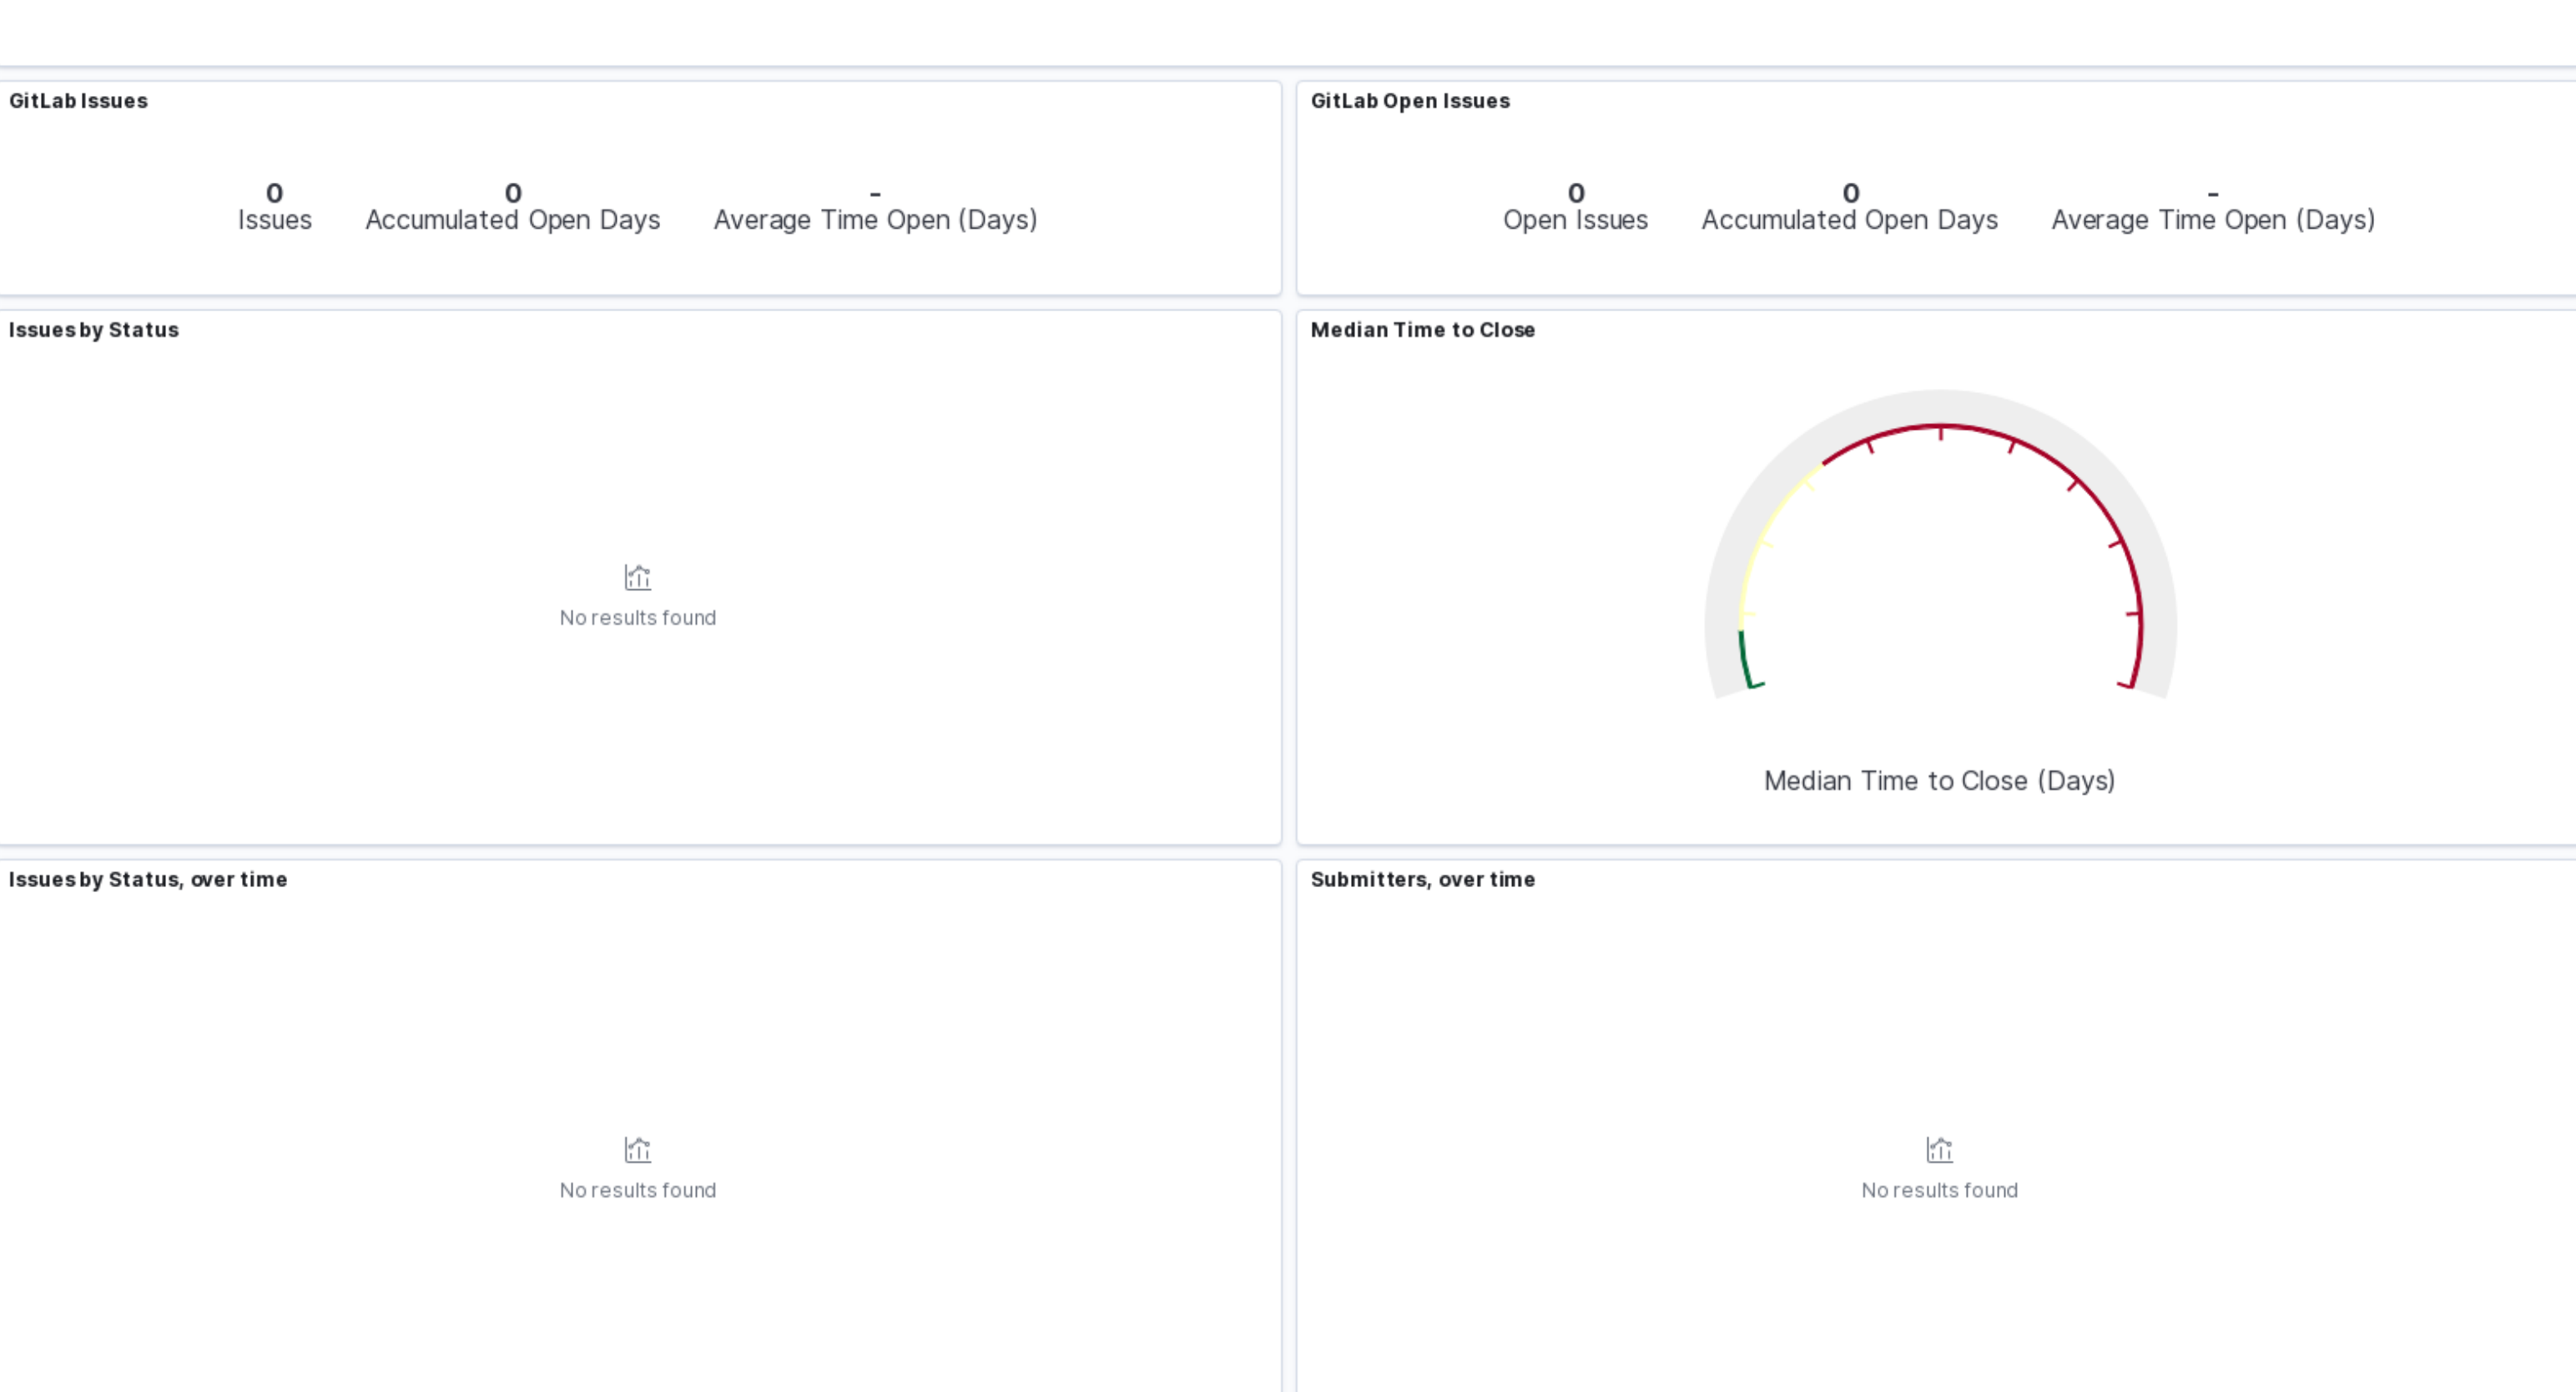 GitLab Issues
0
Issues
0
Accumulated Open Days
-
Average Time Open (Days)
GitLab Open Issues
0
Open Issues
0
Accumulated Open Days
-
Average Time Open (Days)
Issues by Status
No results found
Median Time to Close
Median Time to Close (Days)
Issues by Status, over time
No results found
Submitters, over time
No results found